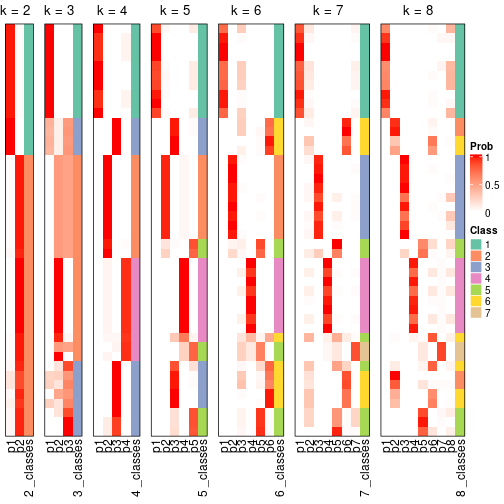 k = 2
k = 3
k = 4
k = 5
k = 6
k = 7
k = 8
Prob
1
0.5
0
Class
1
2
3
4
5
6
7
p1
p2
2_classes
p1
p2
p3
3_classes
p1
p2
p3
p4
4_classes
p1
p2
p3
p4
p5
5_classes
p1
p2
p3
p4
p5
p6
6_classes
p1
p2
p3
p4
p5
p6
p7
7_classes
p1
p2
p3
p4
p5
p6
p7
p8
8_classes